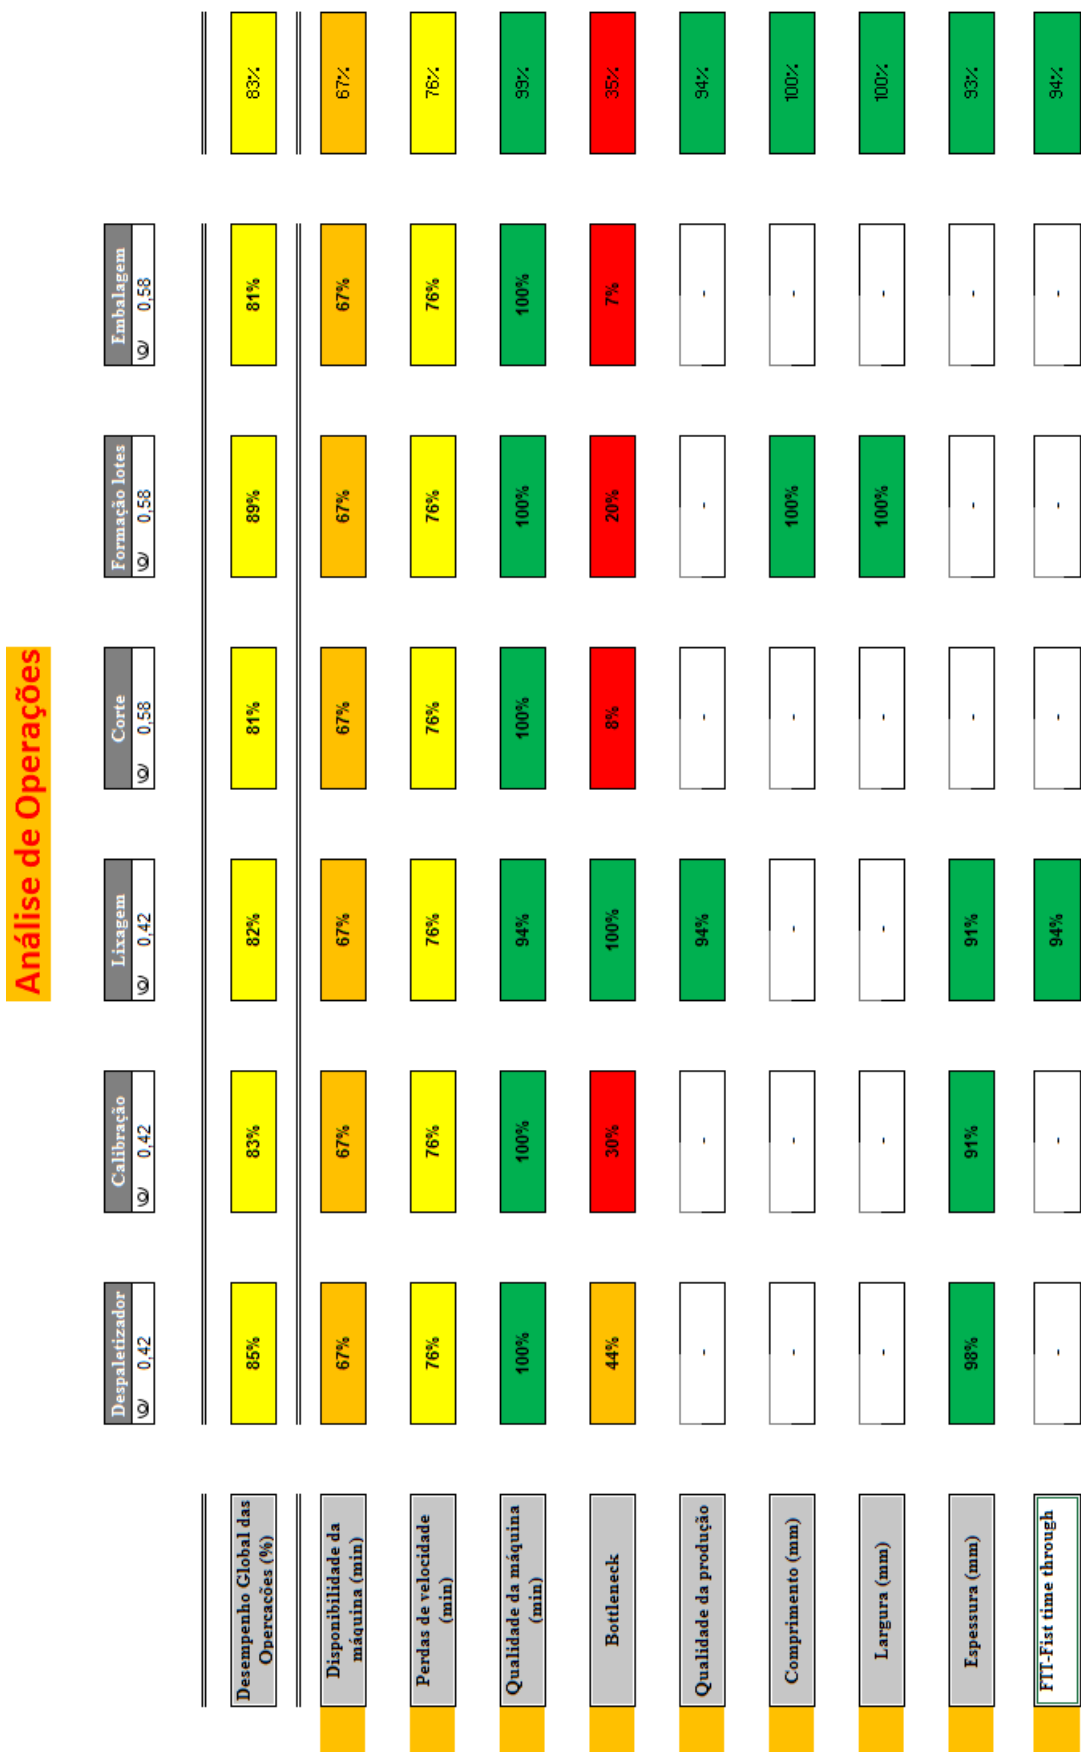 Análise de Operações
Despaletizador Calibração Lixagem Corte Formação lotes Embalagem
\Q/ 0,42 \Q/ 0,42 \Q/ 0,42 \Q/ 0,58 \Q/ 0,58 \Q/ 0,58
Desempenho Global das
Opercacões (%)
85% 83% 82% 81% 89% 81% 83%
Disponibilidade da
máquina (min)
67% 67% 67% 67% 67% 67% 67%
Perdas de velocidade
(min)
76% 76% 76% 76% 76% 76% 76%
Qualidade da máquina
(min)
100% 100% 94% 100% 100% 100% 99%
Bottleneck
44% 30% 100% 8% 20% 7% 35%
Qualidade da produção
- - 94% - - - 94%
Comprimento (mm)
- - - - 100% - 100%
Largura (mm)
- - - - 100% - 100%
Espessura (mm)
98% 91% 91% - - - 93%
FTT-Fist time through
- - 94% - - - 94%